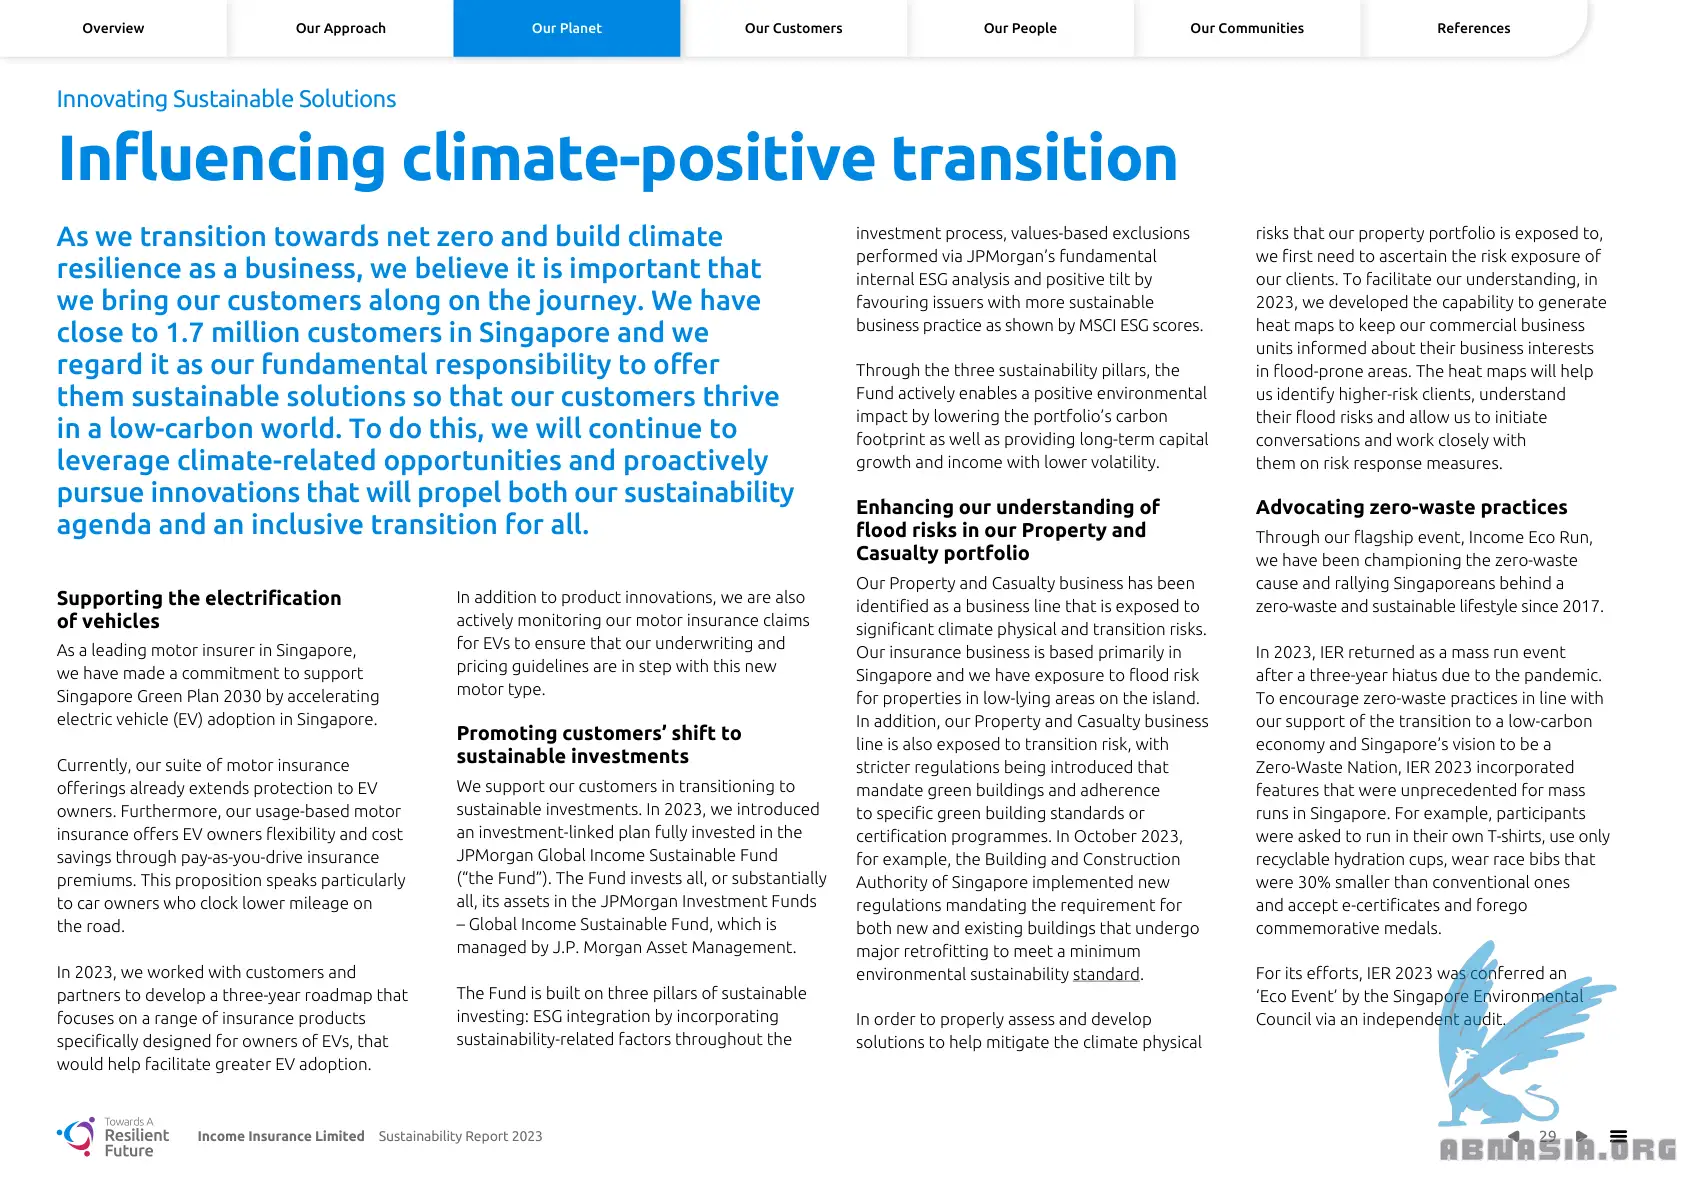 Overview
Our Approach
Our Planet
Our Customers
Our People
Our Communities
References
Innovating Sustainable Solutions
Influencing climate-positive transition
As we transition towards net zero and build climate
resilience as a business, we believe it is important that
we bring our customers along on the journey. We have
close to 1.7 million customers in Singapore and we
regard it as our fundamental responsibility to offer
them sustainable solutions so that our customers thrive
in a low-carbon world. To do this, we will continue to
leverage climate-related opportunities and proactively
pursue innovations that will propel both our sustainability
agenda and an inclusive transition for all.
Supporting the electrification
of vehicles
As a leading motor insurer in Singapore,
we have made a commitment to support
Singapore Green Plan 2030 by accelerating
electric vehicle (EV) adoption in Singapore.
Currently, our suite of motor insurance
offerings already extends protection to EV
owners. Furthermore, our usage-based motor
insurance offers EV owners flexibility and cost
savings through pay-as-you-drive insurance
premiums. This proposition speaks particularly
to car owners who clock lower mileage on
the road.
In 2023, we worked with customers and
partners to develop a three-year roadmap that
focuses on a range of insurance products
specifically designed for owners of EVs, that
would help facilitate greater EV adoption.
In addition to product innovations, we are also
actively monitoring our motor insurance claims
for EVs to ensure that our underwriting and
pricing guidelines are in step with this new
motor type.
Promoting customers’ shift to
sustainable investments
We support our customers in transitioning to
sustainable investments. In 2023, we introduced
an investment-linked plan fully invested in the
JPMorgan Global Income Sustainable Fund
(“the Fund”). The Fund invests all, or substantially
all, its assets in the JPMorgan Investment Funds
– Global Income Sustainable Fund, which is
managed by J.P. Morgan Asset Management.
The Fund is built on three pillars of sustainable
investing: ESG integration by incorporating
sustainability-related factors throughout the
investment process, values-based exclusions
performed via JPMorgan’s fundamental
internal ESG analysis and positive tilt by
favouring issuers with more sustainable
business practice as shown by MSCI ESG scores.
Through the three sustainability pillars, the
Fund actively enables a positive environmental
impact by lowering the portfolio’s carbon
footprint as well as providing long-term capital
growth and income with lower volatility.
Enhancing our understanding of
flood risks in our Property and
Casualty portfolio
Our Property and Casualty business has been
identified as a business line that is exposed to
significant climate physical and transition risks.
Our insurance business is based primarily in
Singapore and we have exposure to flood risk
for properties in low-lying areas on the island.
In addition, our Property and Casualty business
line is also exposed to transition risk, with
stricter regulations being introduced that
mandate green buildings and adherence
to specific green building standards or
certification programmes. In October 2023,
for example, the Building and Construction
Authority of Singapore implemented new
regulations mandating the requirement for
both new and existing buildings that undergo
major retrofitting to meet a minimum
environmental sustainability standard.
In order to properly assess and develop
solutions to help mitigate the climate physical
risks that our property portfolio is exposed to,
we first need to ascertain the risk exposure of
our clients. To facilitate our understanding, in
2023, we developed the capability to generate
heat maps to keep our commercial business
units informed about their business interests
in flood-prone areas. The heat maps will help
us identify higher-risk clients, understand
their flood risks and allow us to initiate
conversations and work closely with
them on risk response measures.
Advocating zero-waste practices
Through our flagship event, Income Eco Run,
we have been championing the zero-waste
cause and rallying Singaporeans behind a
zero-waste and sustainable lifestyle since 2017.
In 2023, IER returned as a mass run event
after a three-year hiatus due to the pandemic.
To encourage zero-waste practices in line with
our support of the transition to a low-carbon
economy and Singapore’s vision to be a
Zero-Waste Nation, IER 2023 incorporated
features that were unprecedented for mass
runs in Singapore. For example, participants
were asked to run in their own T-shirts, use only
recyclable hydration cups, wear race bibs that
were 30% smaller than conventional ones
and accept e-certificates and forego
commemorative medals.
For its efforts, IER 2023 was conferred an
‘Eco Event’ by the Singapore Environmental
Council via an independent audit.
Towards A
Resilient
Future
Income Insurance Limited Sustainability Report 2023
29
ABNASIA.ORG